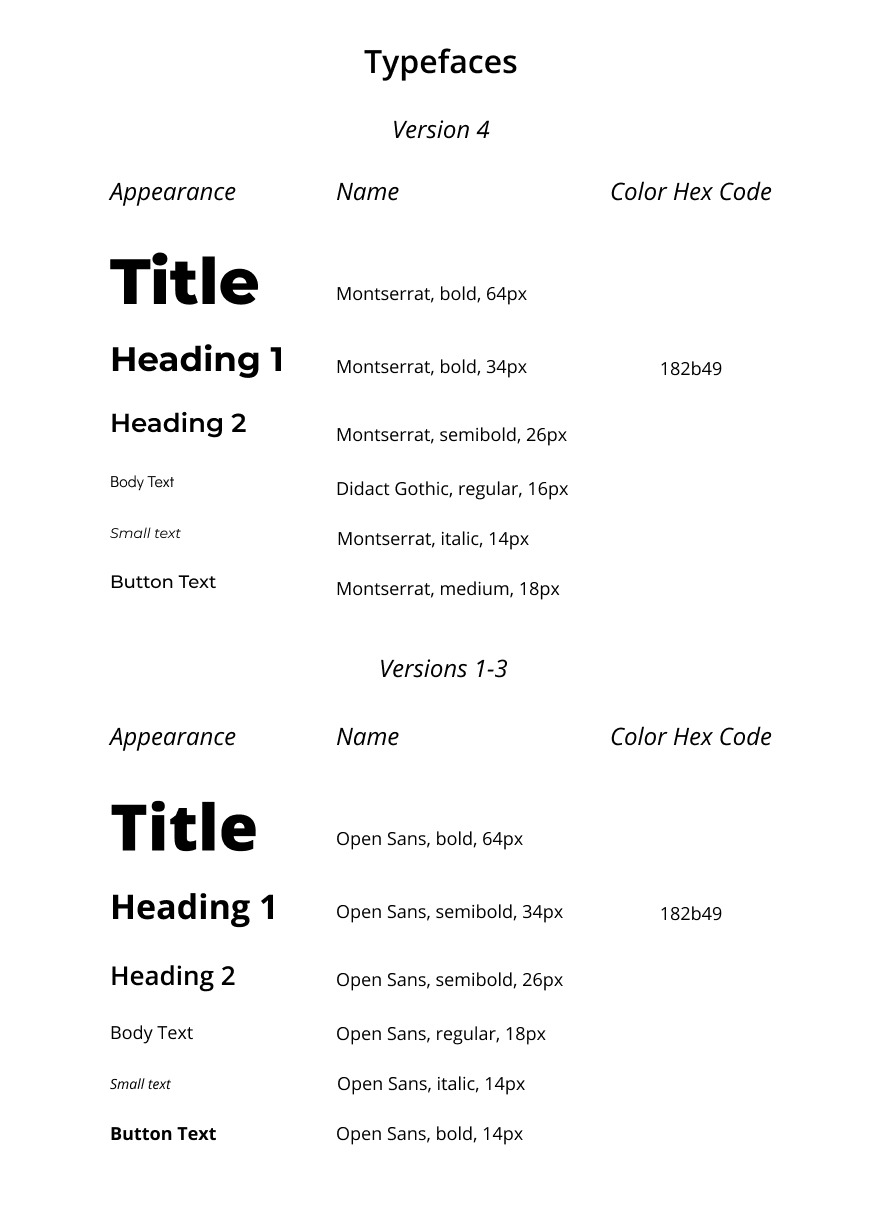 Typefaces
Version 4
Appearance Name Color Hex Code
Title Montserrat, bold, 64px
Heading 1 Montserrat, bold, 34px 182b49
Heading 2 Montserrat, semibold, 26px
Body Text Didact Gothic, regular, 16px
Small text Montserrat, italic, 14px
Button Text Montserrat, medium, 18px
Versions 1-3
Appearance Name Color Hex Code
Title Open Sans, bold, 64px
Heading 1 Open Sans, semibold, 34px 182b49
Heading 2 Open Sans, semibold, 26px
Body Text Open Sans, regular, 18px
Small text Open Sans, italic, 14px
Button Text Open Sans, bold, 14px